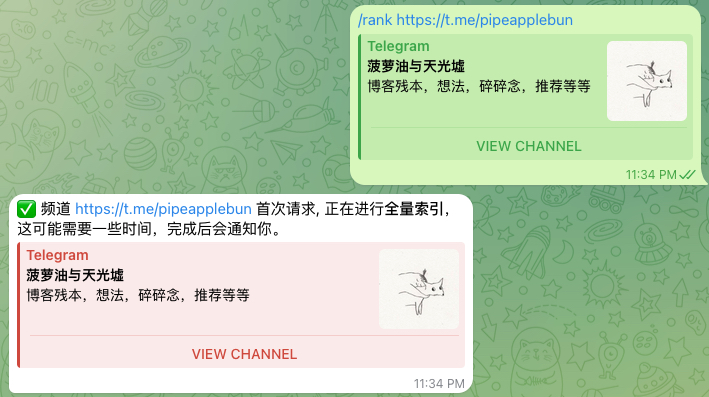 /rank https://t.me/pipeapplebun
Telegram
菠萝油与天光墟
博客残本，想法，碎碎念，推荐等等
VIEW CHANNEL
11:34 PM
✅ 频道 https://t.me/pipeapplebun 首次请求, 正在进行全量索引，
这可能需要一些时间，完成后会通知你。
Telegram
菠萝油与天光墟
博客残本，想法，碎碎念，推荐等等
VIEW CHANNEL
11:34 PM